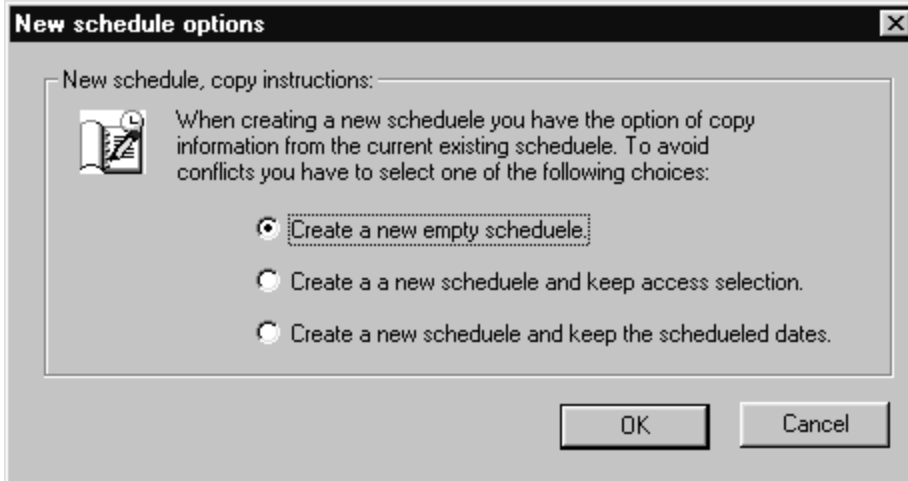 New schedule options
New schedule, copy instructions:
When creating a new scheduele you have the option of copy
information from the current existing scheduele. To avoid
conflicts you have to select one of the following choices:
Create a new empty scheduele.
Create a a new scheduele and keep access selection.
Create a new scheduele and keep the schedueled dates.
OK
Cancel